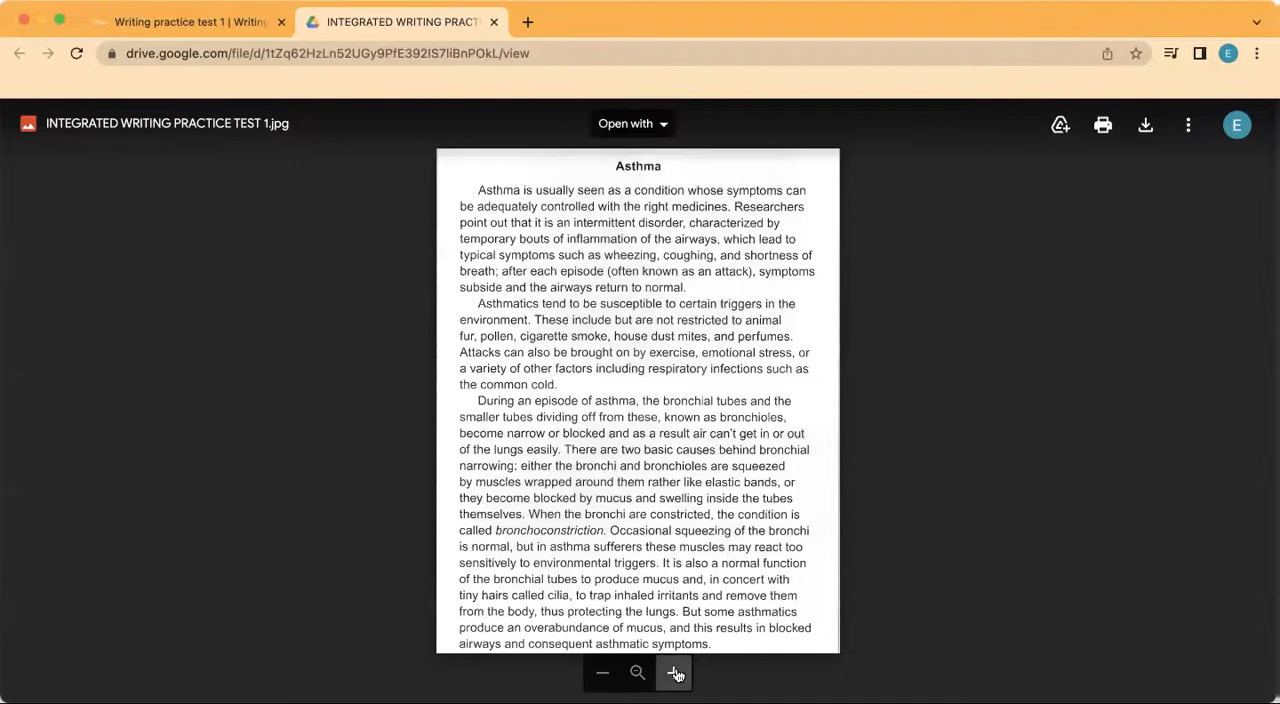 Writing practice test 1 | Writing
INTEGRATED WRITING PRACT
drive.google.com/file/d/1tZq62HzLn52UGy9PfE392IS7liBnPOkL/view
E
INTEGRATED WRITING PRACTICE TEST 1.jpg
Open with
E
Asthma
Asthma is usually seen as a condition whose symptoms can
be adequately controlled with the right medicines. Researchers
point out that it is an intermittent disorder, characterized by
temporary bouts of inflammation of the airways, which lead to
typical symptoms such as wheezing, coughing, and shortness of
breath; after each episode (often known as an attack), symptoms
subside and the airways return to normal.
Asthmatics tend to be susceptible to certain triggers in the
environment. These include but are not restricted to animal
fur, pollen, cigarette smoke, house dust mites, and perfumes.
Attacks can also be brought on by exercise, emotional stress, or
a variety of other factors including respiratory infections such as
the common cold.
During an episode of asthma, the bronchial tubes and the
smaller tubes dividing off from these, known as bronchioles,
become narrow or blocked and as a result air can't get in or out
of the lungs easily. There are two basic causes behind bronchial
narrowing: either the bronchi and bronchioles are squeezed
by muscles wrapped around them rather like elastic bands, or
they become blocked by mucus and swelling inside the tubes
themselves. When the bronchi are constricted, the condition is
called bronchoconstriction. Occasional squeezing of the bronchi
is normal, but in asthma sufferers these muscles may react too
sensitively to environmental triggers. It is also a normal function
of the bronchial tubes to produce mucus and, in concert with
tiny hairs called cilia, to trap inhaled irritants and remove them
from the body, thus protecting the lungs. But some asthmatics
produce an overabundance of mucus, and this results in blocked
airways and consequent asthmatic symptoms.